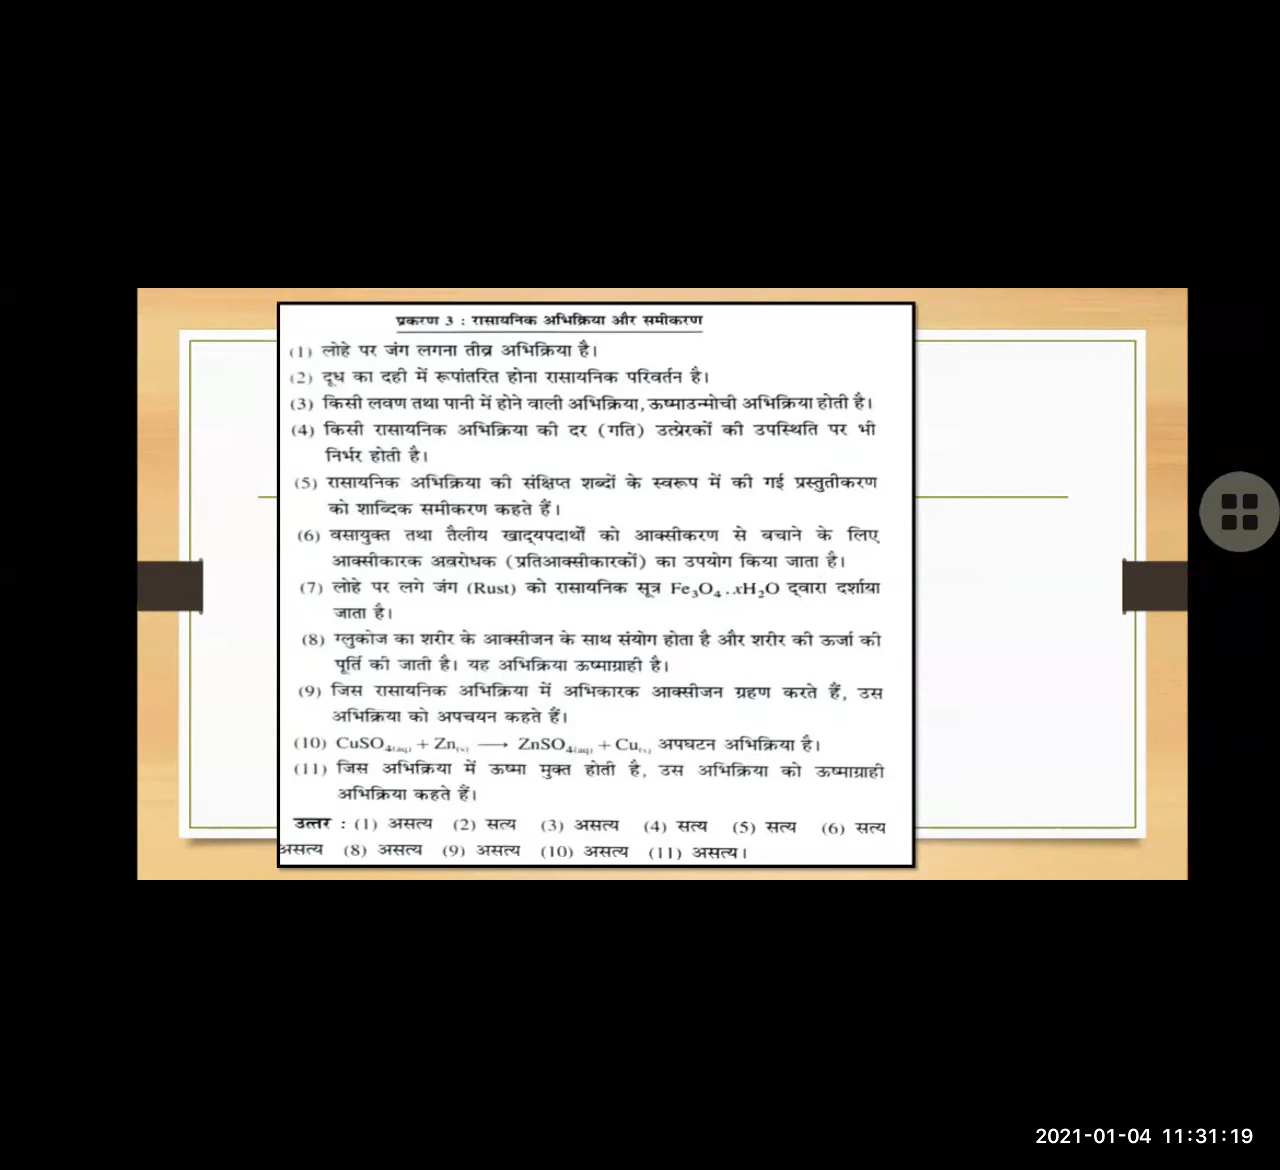 प्रकरण 3 : रासायनिक अभिक्रिया और समीकरण
(1) लोहे पर जंग लगना तीव्र अभिक्रिया है।
(2) दूध का दही में रूपांतरित होना रासायनिक परिवर्तन है।
(3) किसी लवण तथा पानी में होने वाली अभिक्रिया, ऊष्माउन्मोची अभिक्रिया होती है।
(4) किसी रासायनिक अभिक्रिया की दर (गति) उत्प्रेरकों की उपस्थिति पर भी
निर्भर होती है।
(5) रासायनिक अभिक्रिया की संक्षिप्त शब्दों के स्वरूप में की गई प्रस्तुतीकरण
को शाब्दिक समीकरण कहते हैं।
(6) वसायुक्त तथा तैलीय खाद्यपदार्थों को आक्सीकरण से बचाने के लिए
आक्सीकारक अवरोधक (प्रतिआक्सीकारकों) का उपयोग किया जाता है।
(7) लोहे पर लगे जंग (Rust) को रासायनिक सूत्र Fe₃O₄.xH₂O द्वारा दर्शाया
जाता है।
(8) ग्लुकोज का शरीर के आक्सीजन के साथ संयोग होता है और शरीर की ऊर्जा की
पूर्ति की जाती है। यह अभिक्रिया ऊष्माग्राही है।
(9) जिस रासायनिक अभिक्रिया में अभिकारक आक्सीजन ग्रहण करते हैं, उस
अभिक्रिया को अपचयन कहते हैं।
(10) CuSO₄(aq) + Zn(s) ⟶ ZnSO₄(aq) + Cu(s) अपघटन अभिक्रिया है।
(11) जिस अभिक्रिया में ऊष्मा मुक्त होती है, उस अभिक्रिया को ऊष्माग्राही
अभिक्रिया कहते हैं।
उत्तर : (1) असत्य (2) सत्य (3) असत्य (4) सत्य (5) सत्य (6) सत्य
असत्य (8) असत्य (9) असत्य (10) असत्य (11) असत्य।
2021-01-04 11:31:19